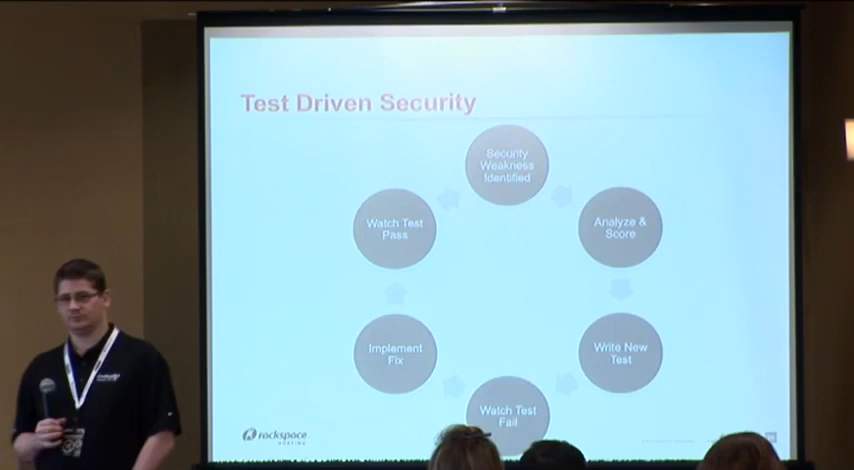 Test Driven Security
Security
Weakness
Identified
Analyze &
Score
Write New
Test
Watch Test
Fail
Implement
Fix
Watch Test
Pass
rackspace
HOSTING